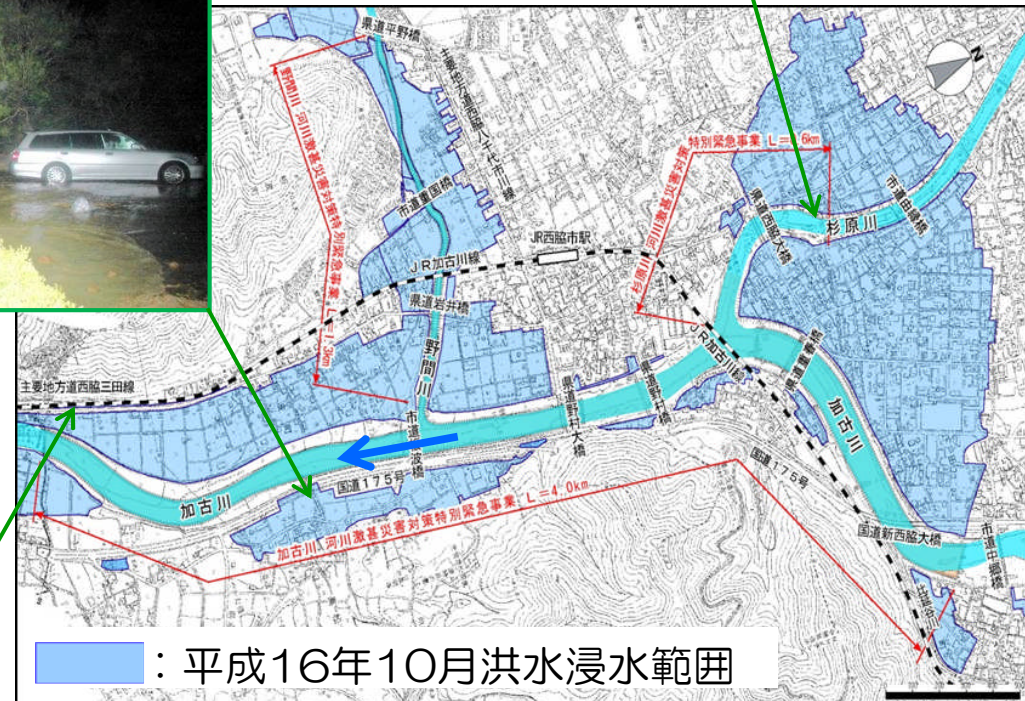 県道平野橋
主要地方道西脇八千代市川線
N
野間川 河川激甚災害対策特別緊急事業 L=1.3km
市道重国橋
JR加古川線
県道岩井橋
野間川
JR西脇市駅
杉原川 河川激甚災害対策
特別緊急事業 L=
6km
県道西脇大橋
杉原川
市道由良橋
主要地方道西脇三田線
市道
波橋
県道野村大橋
県道野村橋
JR加古川線
加古川
加古川
国道175号
国道175号
加古川 河川激甚災害対策特別緊急事業 L=4.0km
国道新西脇大橋
市道中郷橋
:平成16年10月洪水浸水範囲